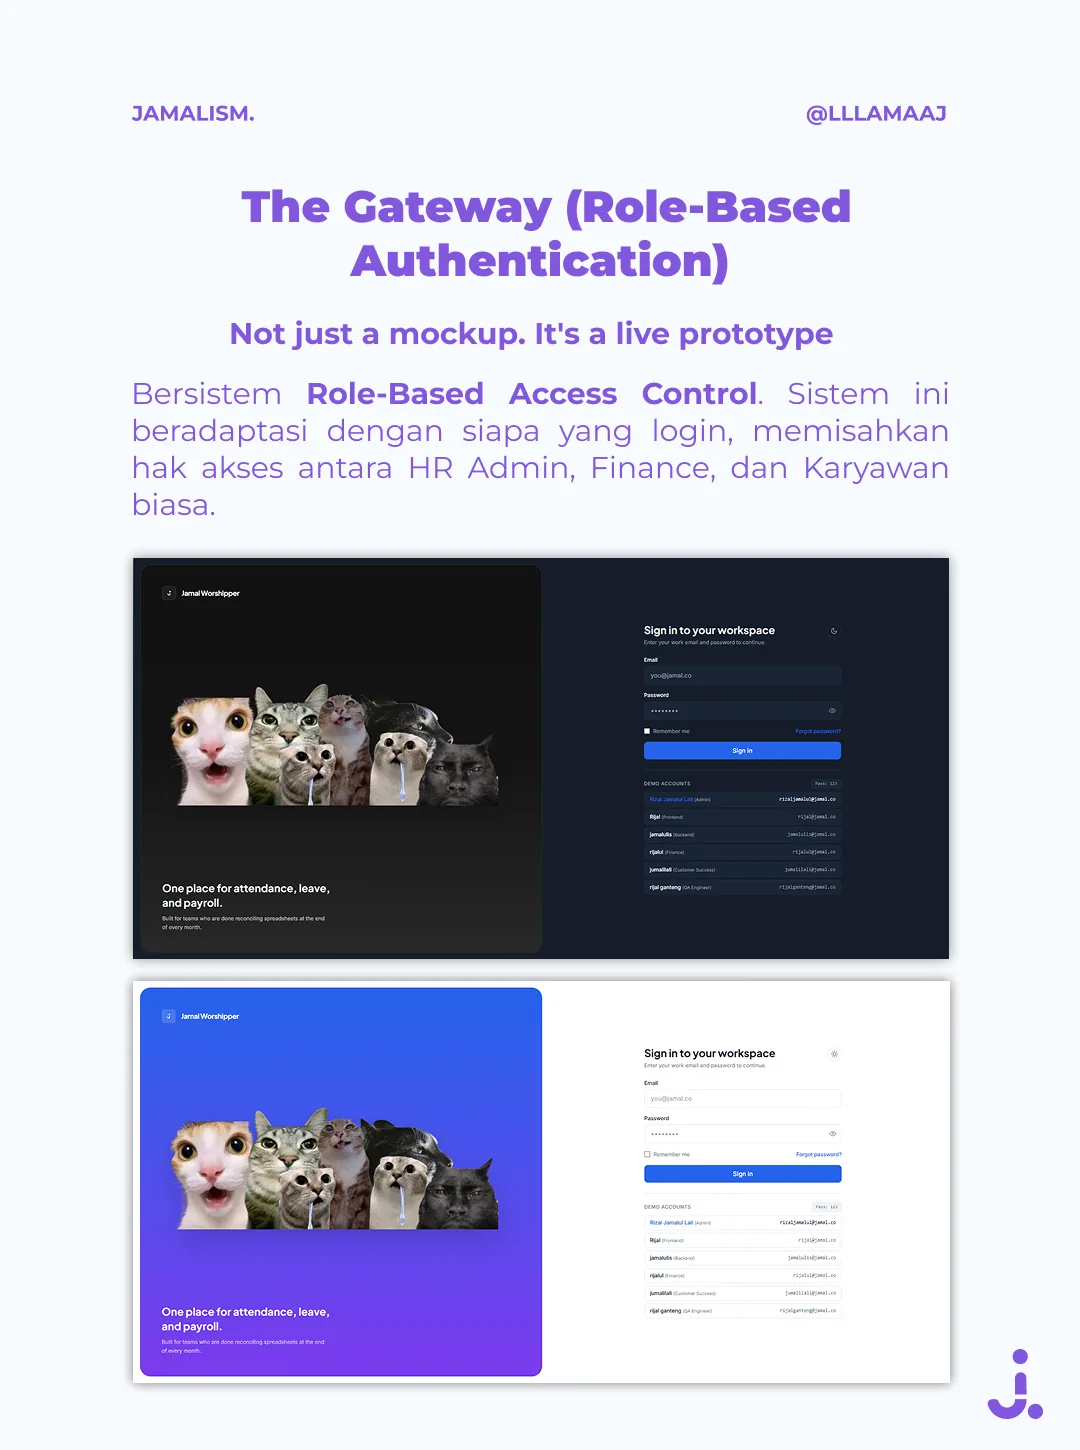 JAMALISM.
@LLLAMAAJ
The Gateway (Role-Based
Authentication)
Not just a mockup. It's a live prototype
Bersistem Role-Based Access Control. Sistem ini
beradaptasi dengan siapa yang login, memisahkan
hak akses antara HR Admin, Finance, dan Karyawan
biasa.
J Jamal Worshipper
One place for attendance, leave,
and payroll.
Built for teams who are done reconciling spreadsheets at the end
of every month.
Sign in to your workspace
Enter your work email and password to continue.
Email
you@jamal.co
Password
••••••••
Remember me Forgot password?
Sign in
DEMO ACCOUNTS Pass: 123
Rizal Jamalul Lail (Admin) rizaljamalul@jamal.co
Rijal (Frontend) rijal@jamal.co
jamalulis (Backend) jamalulis@jamal.co
rijalul (Finance) rijalul@jamal.co
jumalilali (Customer Success) jumalilali@jamal.co
rijal ganteng (QA Engineer) rijalganteng@jamal.co
J Jamal Worshipper
One place for attendance, leave,
and payroll.
Built for teams who are done reconciling spreadsheets at the end
of every month.
Sign in to your workspace
Enter your work email and password to continue.
Email
you@jamal.co
Password
••••••••
Remember me Forgot password?
Sign in
DEMO ACCOUNTS Pass: 123
Rizal Jamalul Lail (Admin) rizaljamalul@jamal.co
Rijal (Frontend) rijal@jamal.co
jamalulis (Backend) jamalulis@jamal.co
rijalul (Finance) rijalul@jamal.co
jumalilali (Customer Success) jumalilali@jamal.co
rijal ganteng (QA Engineer) rijalganteng@jamal.co
j.